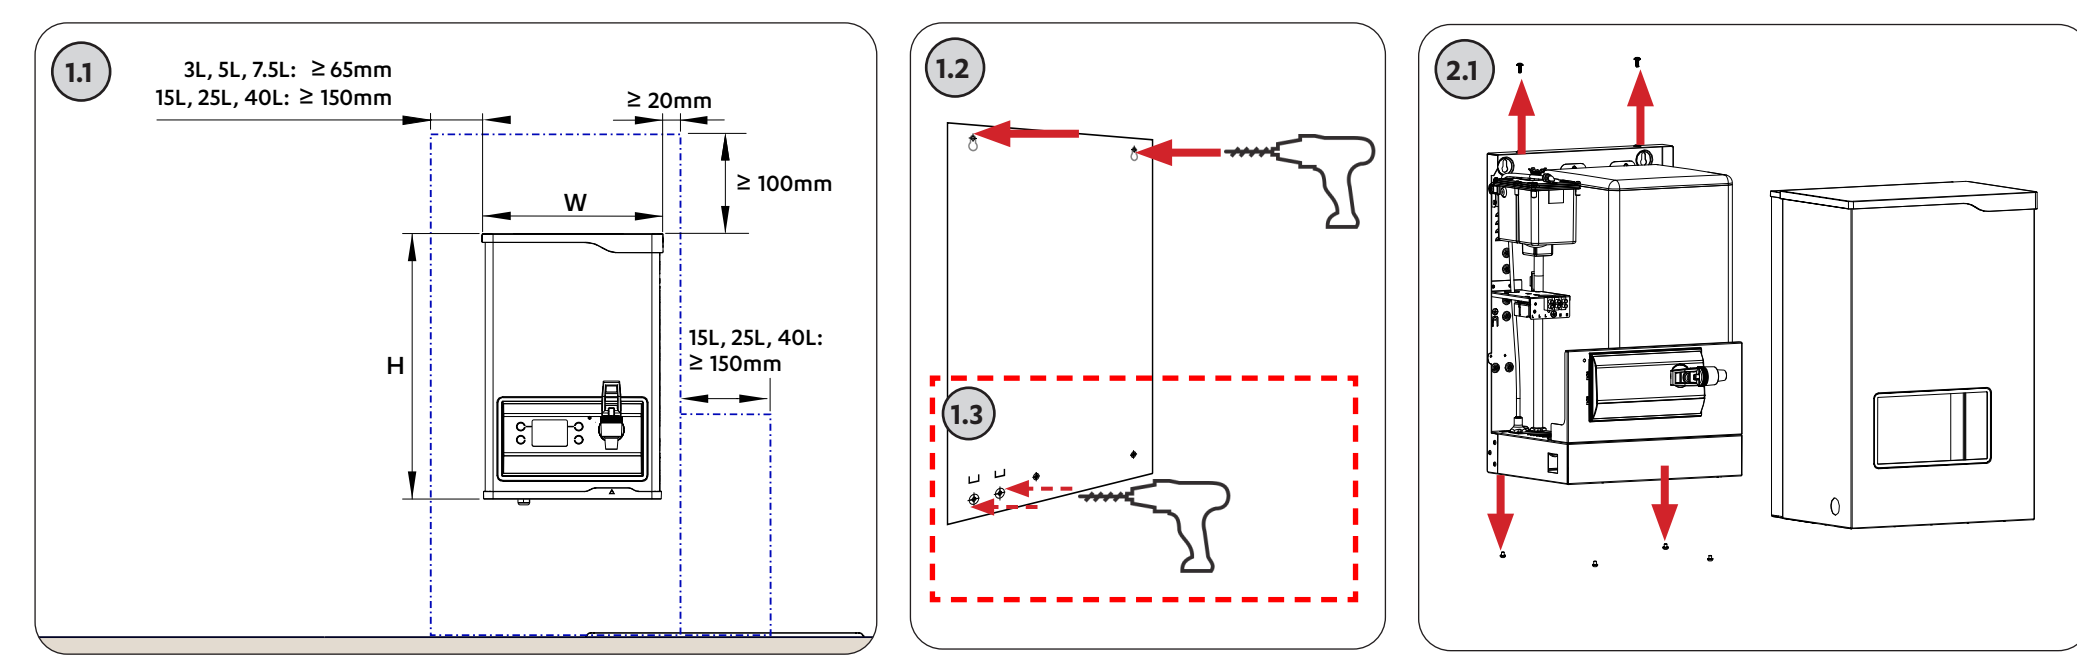 1.1
3L, 5L, 7.5L: ≥ 65mm
15L, 25L, 40L: ≥ 150mm
≥ 20mm
≥ 100mm
W
H
15L, 25L, 40L:
≥ 150mm
1.2
1.3
2.1